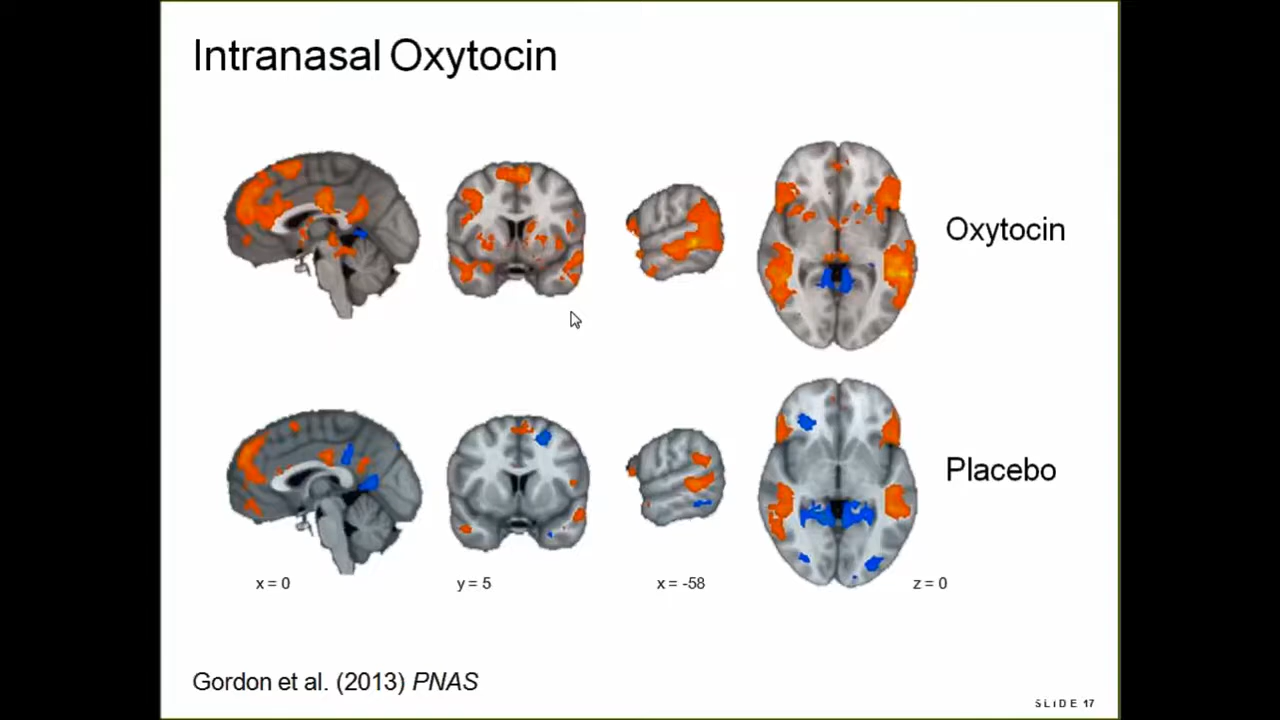 Intranasal Oxytocin
Oxytocin
Placebo
x = 0
y = 5
x = -58
z = 0
Gordon et al. (2013) PNAS
SLIDE 17